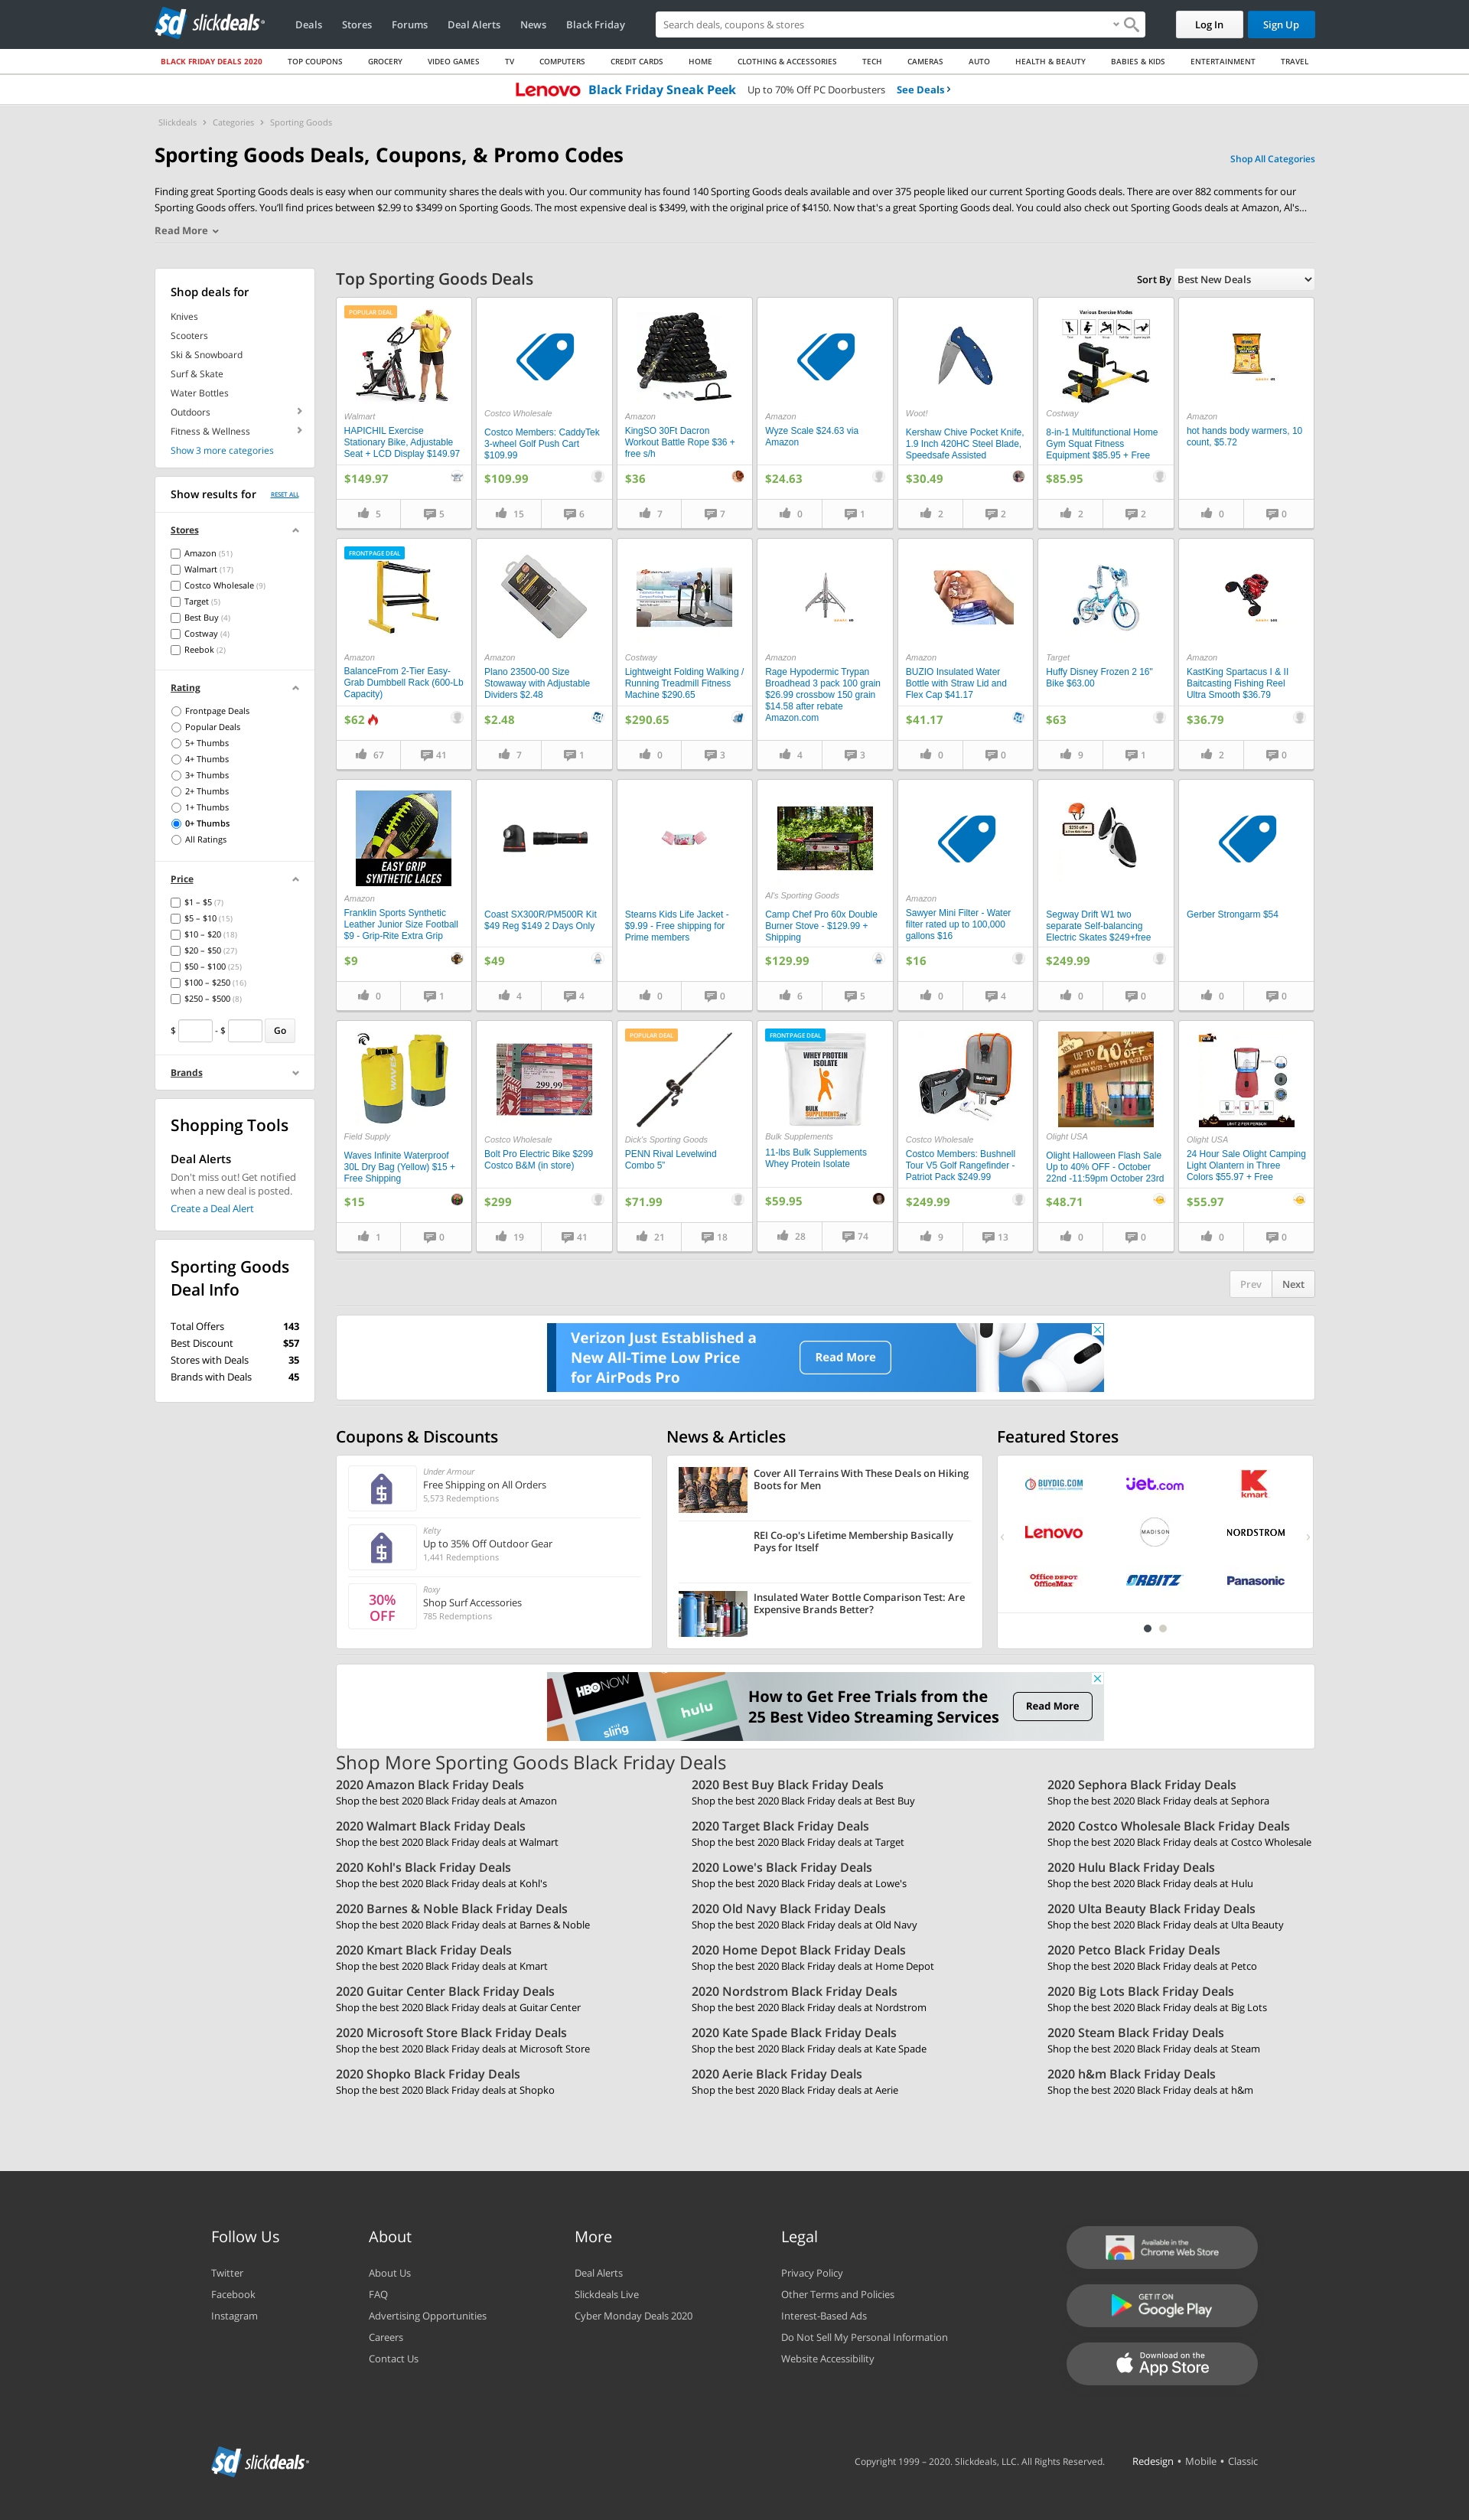 sd slickdeals
Deals
Stores
Forums
Deal Alerts
News
Black Friday
Search deals, coupons & stores
Log In
Sign Up
BLACK FRIDAY DEALS 2020
TOP COUPONS
GROCERY
VIDEO GAMES
TV
COMPUTERS
CREDIT CARDS
HOME
CLOTHING & ACCESSORIES
TECH
CAMERAS
AUTO
HEALTH & BEAUTY
BABIES & KIDS
ENTERTAINMENT
TRAVEL
Lenovo Black Friday Sneak Peek Up to 70% Off PC Doorbusters See Deals
Slickdeals > Categories > Sporting Goods
Sporting Goods Deals, Coupons, & Promo Codes
Shop All Categories
Finding great Sporting Goods deals is easy when our community shares the deals with you. Our community has found 140 Sporting Goods deals available and over 375 people liked our current Sporting Goods deals. There are over 882 comments for our
Sporting Goods offers. You'll find prices between $2.99 to $3499 on Sporting Goods. The most expensive deal is $3499, with the original price of $4150. Now that's a great Sporting Goods deal. You could also check out Sporting Goods deals at Amazon, Al's...
Read More
Shop deals for
Knives
Scooters
Ski & Snowboard
Surf & Skate
Water Bottles
Outdoors
Fitness & Wellness
Show 3 more categories
Show results for
RESET ALL
Stores
Amazon (51)
Walmart (17)
Costco Wholesale (9)
Target (5)
Best Buy (4)
Costway (4)
Reebok (2)
Rating
Frontpage Deals
Popular Deals
5+ Thumbs
4+ Thumbs
3+ Thumbs
2+ Thumbs
1+ Thumbs
0+ Thumbs
All Ratings
Price
$1 – $5 (7)
$5 – $10 (15)
$10 – $20 (18)
$20 – $50 (27)
$50 – $100 (25)
$100 – $250 (16)
$250 – $500 (8)
$ - $ Go
Brands
Shopping Tools
Deal Alerts
Don't miss out! Get notified
when a new deal is posted.
Create a Deal Alert
Sporting Goods
Deal Info
Total Offers 143
Best Discount $57
Stores with Deals 35
Brands with Deals 45
Top Sporting Goods Deals
Sort By Best New Deals
POPULAR DEAL
Walmart
HAPICHIL Exercise
Stationary Bike, Adjustable
Seat + LCD Display $149.97
$149.97
5
5
Costco Wholesale
Costco Members: CaddyTek
3-wheel Golf Push Cart
$109.99
$109.99
15
6
Amazon
KingSO 30Ft Dacron
Workout Battle Rope $36 +
free s/h
$36
7
7
Amazon
Wyze Scale $24.63 via
Amazon
$24.63
0
1
Woot!
Kershaw Chive Pocket Knife,
1.9 Inch 420HC Steel Blade,
Speedsafe Assisted
$30.49
2
2
Various Exercise Modes
Costway
8-in-1 Multifunctional Home
Gym Squat Fitness
Equipment $85.95 + Free
$85.95
2
2
Amazon
hot hands body warmers, 10
count, $5.72
0
0
FRONTPAGE DEAL
Amazon
BalanceFrom 2-Tier Easy-
Grab Dumbbell Rack (600-Lb
Capacity)
$62
67
41
Amazon
Plano 23500-00 Size
Stowaway with Adjustable
Dividers $2.48
$2.48
7
1
Costway
Lightweight Folding Walking /
Running Treadmill Fitness
Machine $290.65
$290.65
0
3
Amazon
Rage Hypodermic Trypan
Broadhead 3 pack 100 grain
$26.99 crossbow 150 grain
$14.58 after rebate
Amazon.com
4
3
Amazon
BUZIO Insulated Water
Bottle with Straw Lid and
Flex Cap $41.17
$41.17
0
0
Target
Huffy Disney Frozen 2 16"
Bike $63.00
$63
9
1
Amazon
KastKing Spartacus I & II
Baitcasting Fishing Reel
Ultra Smooth $36.79
$36.79
2
0
EASY GRIP
SYNTHETIC LACES
Amazon
Franklin Sports Synthetic
Leather Junior Size Football
$9 - Grip-Rite Extra Grip
$9
0
1
Coast SX300R/PM500R Kit
$49 Reg $149 2 Days Only
$49
4
4
Stearns Kids Life Jacket -
$9.99 - Free shipping for
Prime members
0
0
Al's Sporting Goods
Camp Chef Pro 60x Double
Burner Stove - $129.99 +
Shipping
$129.99
6
5
Amazon
Sawyer Mini Filter - Water
filter rated up to 100,000
gallons $16
$16
0
4
Segway Drift W1 two
separate Self-balancing
Electric Skates $249+free
$249.99
0
0
Gerber Strongarm $54
0
0
Field Supply
Waves Infinite Waterproof
30L Dry Bag (Yellow) $15 +
Free Shipping
$15
1
0
299.99
Costco Wholesale
Bolt Pro Electric Bike $299
Costco B&M (in store)
$299
19
41
POPULAR DEAL
Dick's Sporting Goods
PENN Rival Levelwind
Combo 5"
$71.99
21
18
FRONTPAGE DEAL
WHEY PROTEIN
ISOLATE
BULK
SUPPLEMENTS
Bulk Supplements
11-lbs Bulk Supplements
Whey Protein Isolate
$59.95
28
74
Costco Wholesale
Costco Members: Bushnell
Tour V5 Golf Rangefinder -
Patriot Pack $249.99
$249.99
9
13
UP TO 40% OFF
Olight USA
Olight Halloween Flash Sale
Up to 40% OFF - October
22nd -11:59pm October 23rd
$48.71
0
0
LIMIT 2 PER PERSON
Olight USA
24 Hour Sale Olight Camping
Light Olantern in Three
Colors $55.97 + Free
$55.97
0
0
Prev
Next
Verizon Just Established a
New All-Time Low Price
for AirPods Pro
Read More
Coupons & Discounts
Under Armour
Free Shipping on All Orders
5,573 Redemptions
Kelty
Up to 35% Off Outdoor Gear
1,441 Redemptions
30%
OFF
Roxy
Shop Surf Accessories
785 Redemptions
News & Articles
Cover All Terrains With These Deals on Hiking
Boots for Men
REI Co-op's Lifetime Membership Basically
Pays for Itself
Insulated Water Bottle Comparison Test: Are
Expensive Brands Better?
Featured Stores
BUYDIG.COM
Jet.com
kmart
Lenovo
MADISON
NORDSTROM
Office DEPOT
OfficeMax
ORBITZ
Panasonic
HBO NOW
hulu
sling
How to Get Free Trials from the
25 Best Video Streaming Services
Read More
Shop More Sporting Goods Black Friday Deals
2020 Amazon Black Friday Deals
Shop the best 2020 Black Friday deals at Amazon
2020 Best Buy Black Friday Deals
Shop the best 2020 Black Friday deals at Best Buy
2020 Sephora Black Friday Deals
Shop the best 2020 Black Friday deals at Sephora
2020 Walmart Black Friday Deals
Shop the best 2020 Black Friday deals at Walmart
2020 Target Black Friday Deals
Shop the best 2020 Black Friday deals at Target
2020 Costco Wholesale Black Friday Deals
Shop the best 2020 Black Friday deals at Costco Wholesale
2020 Kohl's Black Friday Deals
Shop the best 2020 Black Friday deals at Kohl's
2020 Lowe's Black Friday Deals
Shop the best 2020 Black Friday deals at Lowe's
2020 Hulu Black Friday Deals
Shop the best 2020 Black Friday deals at Hulu
2020 Barnes & Noble Black Friday Deals
Shop the best 2020 Black Friday deals at Barnes & Noble
2020 Old Navy Black Friday Deals
Shop the best 2020 Black Friday deals at Old Navy
2020 Ulta Beauty Black Friday Deals
Shop the best 2020 Black Friday deals at Ulta Beauty
2020 Kmart Black Friday Deals
Shop the best 2020 Black Friday deals at Kmart
2020 Home Depot Black Friday Deals
Shop the best 2020 Black Friday deals at Home Depot
2020 Petco Black Friday Deals
Shop the best 2020 Black Friday deals at Petco
2020 Guitar Center Black Friday Deals
Shop the best 2020 Black Friday deals at Guitar Center
2020 Nordstrom Black Friday Deals
Shop the best 2020 Black Friday deals at Nordstrom
2020 Big Lots Black Friday Deals
Shop the best 2020 Black Friday deals at Big Lots
2020 Microsoft Store Black Friday Deals
Shop the best 2020 Black Friday deals at Microsoft Store
2020 Kate Spade Black Friday Deals
Shop the best 2020 Black Friday deals at Kate Spade
2020 Steam Black Friday Deals
Shop the best 2020 Black Friday deals at Steam
2020 Shopko Black Friday Deals
Shop the best 2020 Black Friday deals at Shopko
2020 Aerie Black Friday Deals
Shop the best 2020 Black Friday deals at Aerie
2020 h&m Black Friday Deals
Shop the best 2020 Black Friday deals at h&m
Follow Us
Twitter
Facebook
Instagram
About
About Us
FAQ
Advertising Opportunities
Careers
Contact Us
More
Deal Alerts
Slickdeals Live
Cyber Monday Deals 2020
Legal
Privacy Policy
Other Terms and Policies
Interest-Based Ads
Do Not Sell My Personal Information
Website Accessibility
Available in the
Chrome Web Store
GET IT ON
Google Play
Download on the
App Store
sd slickdeals
Copyright 1999 – 2020. Slickdeals, LLC. All Rights Reserved.
Redesign • Mobile • Classic